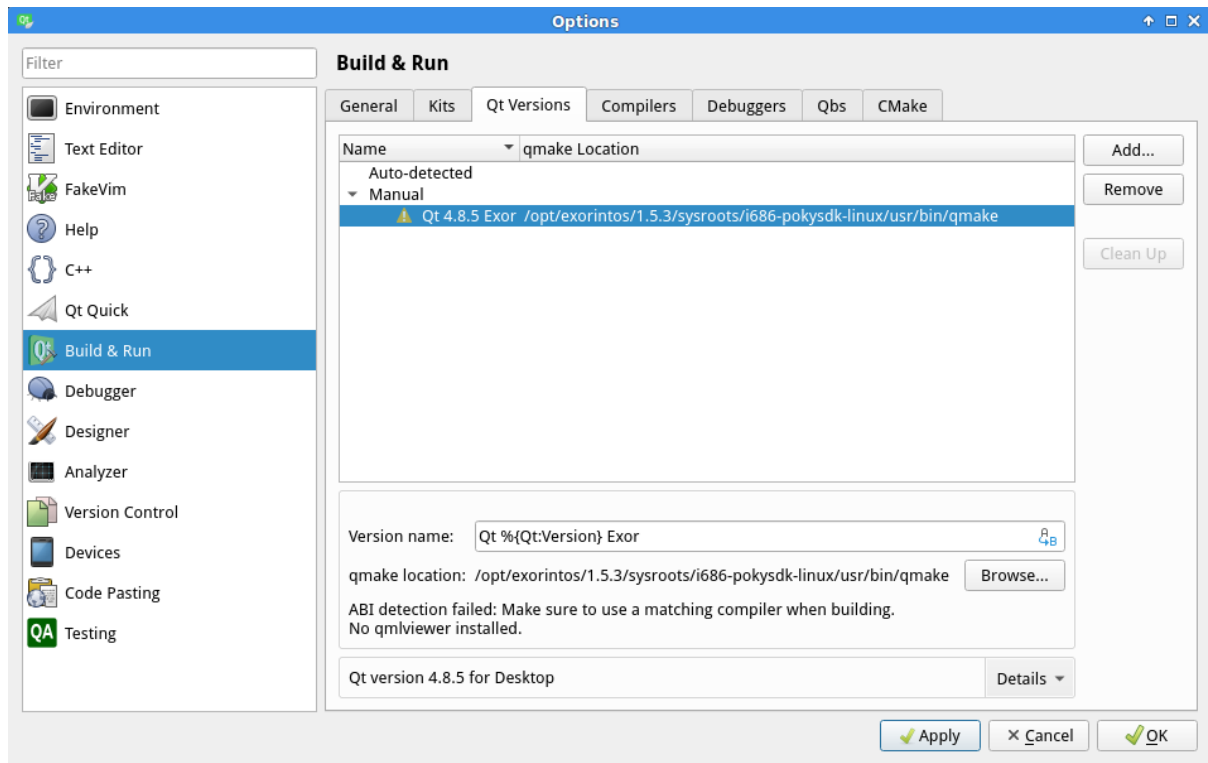 Options
Filter
Environment
Text Editor
FakeVim
Help
C++
Qt Quick
Build & Run
Debugger
Designer
Analyzer
Version Control
Devices
Code Pasting
QA Testing
Build & Run
General Kits Qt Versions Compilers Debuggers Qbs CMake
Name qmake Location
Auto-detected
Manual
Qt 4.8.5 Exor /opt/exorintos/1.5.3/sysroots/i686-pokysdk-linux/usr/bin/qmake
Add...
Remove
Clean Up
Version name: Qt %{Qt:Version} Exor
qmake location: /opt/exorintos/1.5.3/sysroots/i686-pokysdk-linux/usr/bin/qmake Browse...
ABI detection failed: Make sure to use a matching compiler when building.
No qmlviewer installed.
Qt version 4.8.5 for Desktop Details
Apply Cancel OK